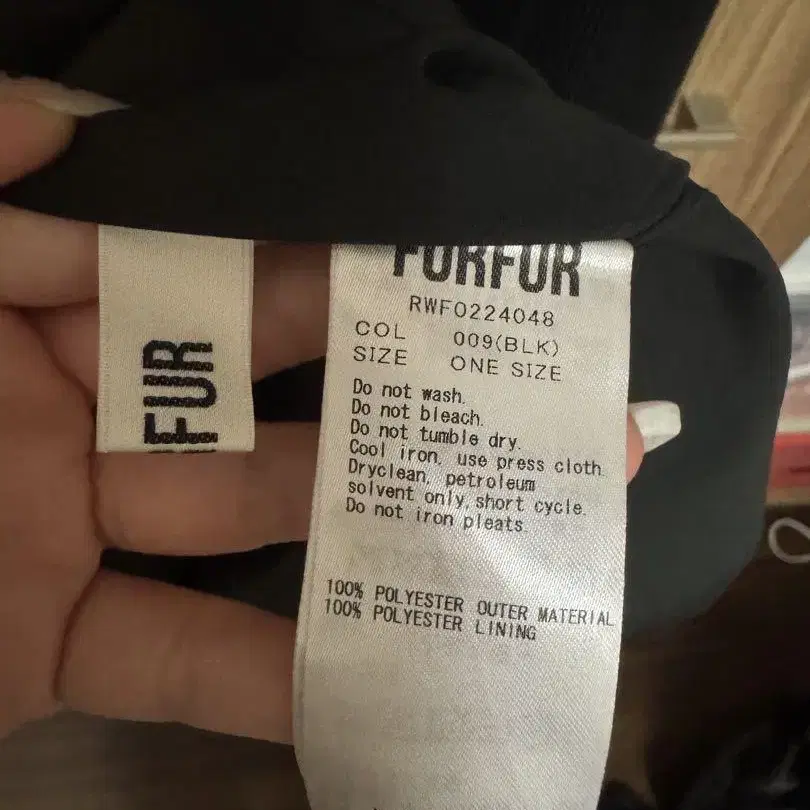 FUR
FURFUR
RWF0224048
COL 009(BLK)
SIZE ONE SIZE
Do not wash.
Do not bleach.
Do not tumble dry.
Cool iron, use press cloth.
Dryclean, petroleum
solvent only,short cycle.
Do not iron pleats.
100% POLYESTER OUTER MATERIAL
100% POLYESTER LINING